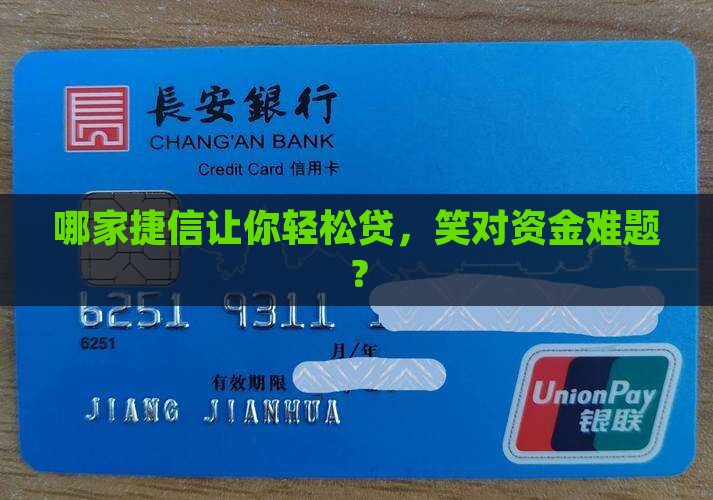 長安銀行
CHANG'AN BANK
Credit Card 信用卡
哪家捷信让你轻松贷，笑对资金难题
？
6251 9311 1
6251
月/年
有效期限
JIANG JIANHUA
UnionPay
银联